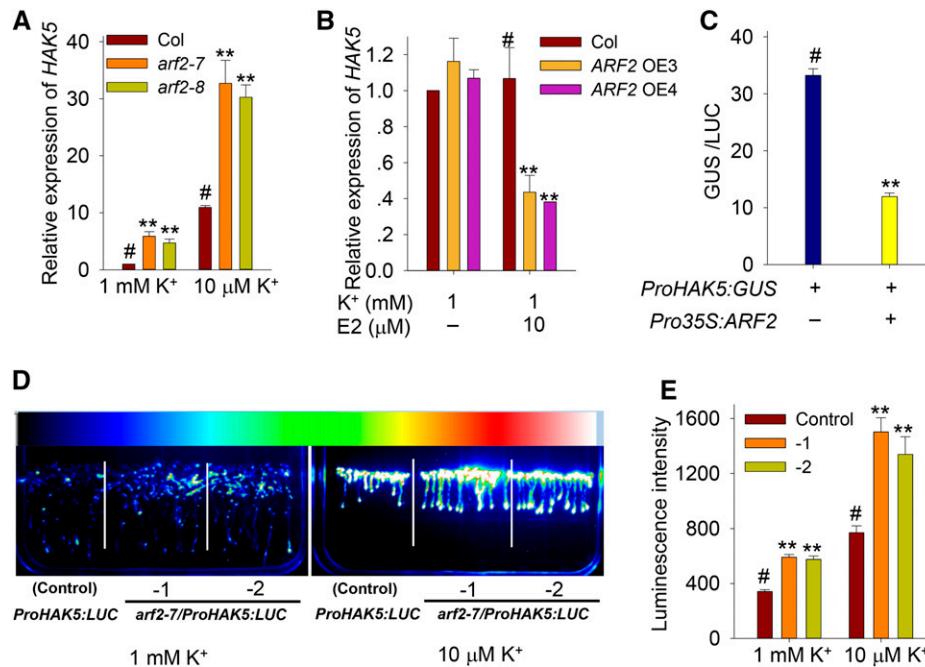 A
Relative expression of HAK5
40
30
20
10
0
Col
arf2-7
arf2-8
#
**
**
#
**
**
1 mM K⁺
10 μM K⁺
B
Relative expression of HAK5
1.2
1.0
.8
.6
.4
.2
0.0
#
**
**
Col
ARF2 OE3
ARF2 OE4
K⁺ (mM)
1
1
E2 (μM)
–
10
C
GUS /LUC
40
30
20
10
0
#
**
ProHAK5:GUS
+
+
Pro35S:ARF2
–
+
D
(Control)
-1
-2
(Control)
-1
-2
ProHAK5:LUC
arf2-7/ProHAK5:LUC
ProHAK5:LUC
arf2-7/ProHAK5:LUC
1 mM K⁺
10 μM K⁺
E
Luminescence intensity
1600
1200
800
400
0
Control
-1
-2
#
**
**
#
**
**
1 mM K⁺
10 μM K⁺